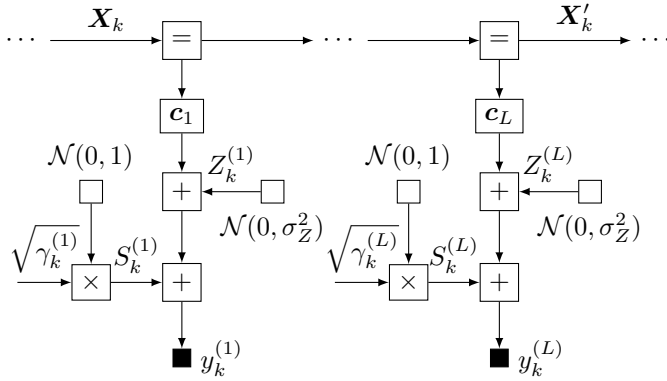 ⋯ X_k = ⋯ = X'_k ⋯
c_1 c_L
N(0, 1) Z_k^{(1)} N(0, 1) Z_k^{(L)}
+ +
√γ_k^{(1)} S_k^{(1)} N(0, σ_Z^2) √γ_k^{(L)} S_k^{(L)} N(0, σ_Z^2)
× + × +
y_k^{(1)} y_k^{(L)}